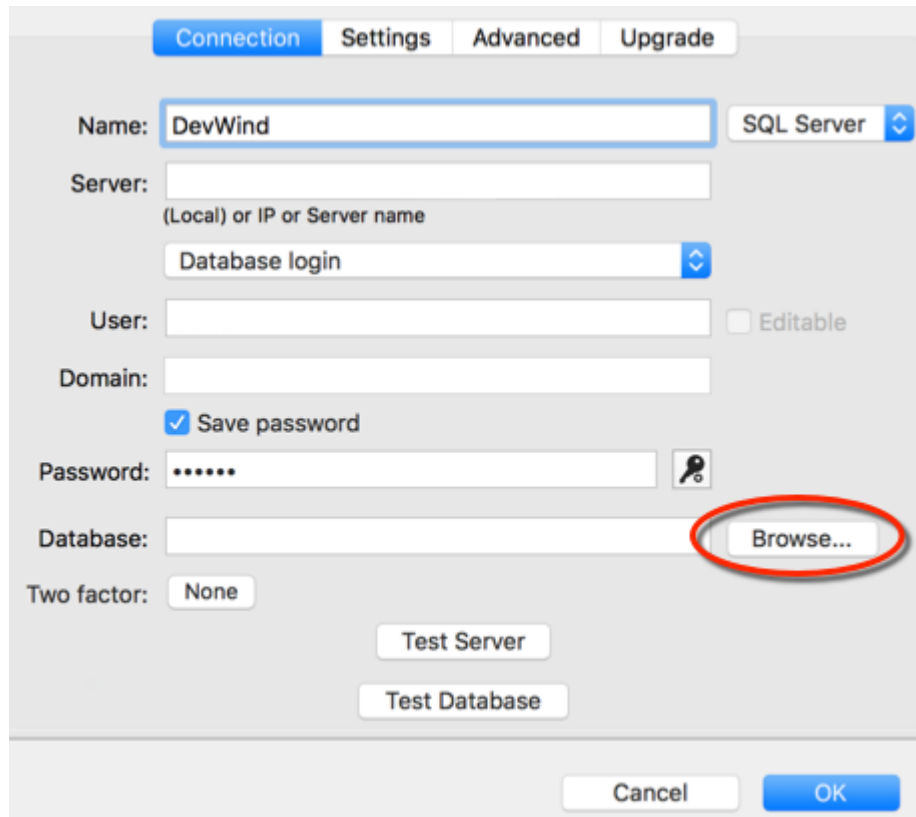 Connection Settings Advanced Upgrade
Name: DevWind SQL Server
Server:
(Local) or IP or Server name
Database login
User: Editable
Domain:
Save password
Password: ••••••
Database: Browse...
Two factor: None
Test Server
Test Database
Cancel OK